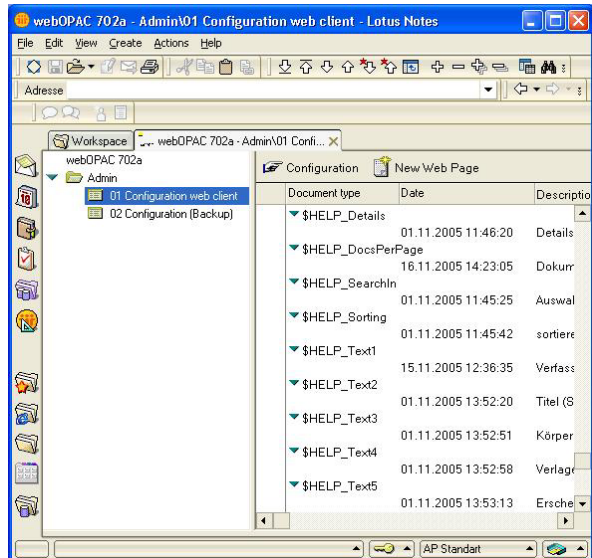 webOPAC 702a - Admin\01 Configuration web client - Lotus Notes
File Edit View Create Actions Help
Adresse
Workspace webOPAC 702a - Admin\01 Confi...
webOPAC 702a
Admin
01 Configuration web client
02 Configuration (Backup)
Configuration New Web Page
Document type Date Descriptio
$HELP_Details
01.11.2005 11:46:20 Details
$HELP_DocsPerPage
16.11.2005 14:23:05 Dokum
$HELP_SearchIn
01.11.2005 11:45:25 Auswal
$HELP_Sorting
01.11.2005 11:45:42 sortiere
$HELP_Text1
15.11.2005 12:36:35 Verfass
$HELP_Text2
01.11.2005 13:52:20 Titel (S
$HELP_Text3
01.11.2005 13:52:51 Körper
$HELP_Text4
01.11.2005 13:52:58 Verlage
$HELP_Text5
01.11.2005 13:53:13 Ersche
AP Standart